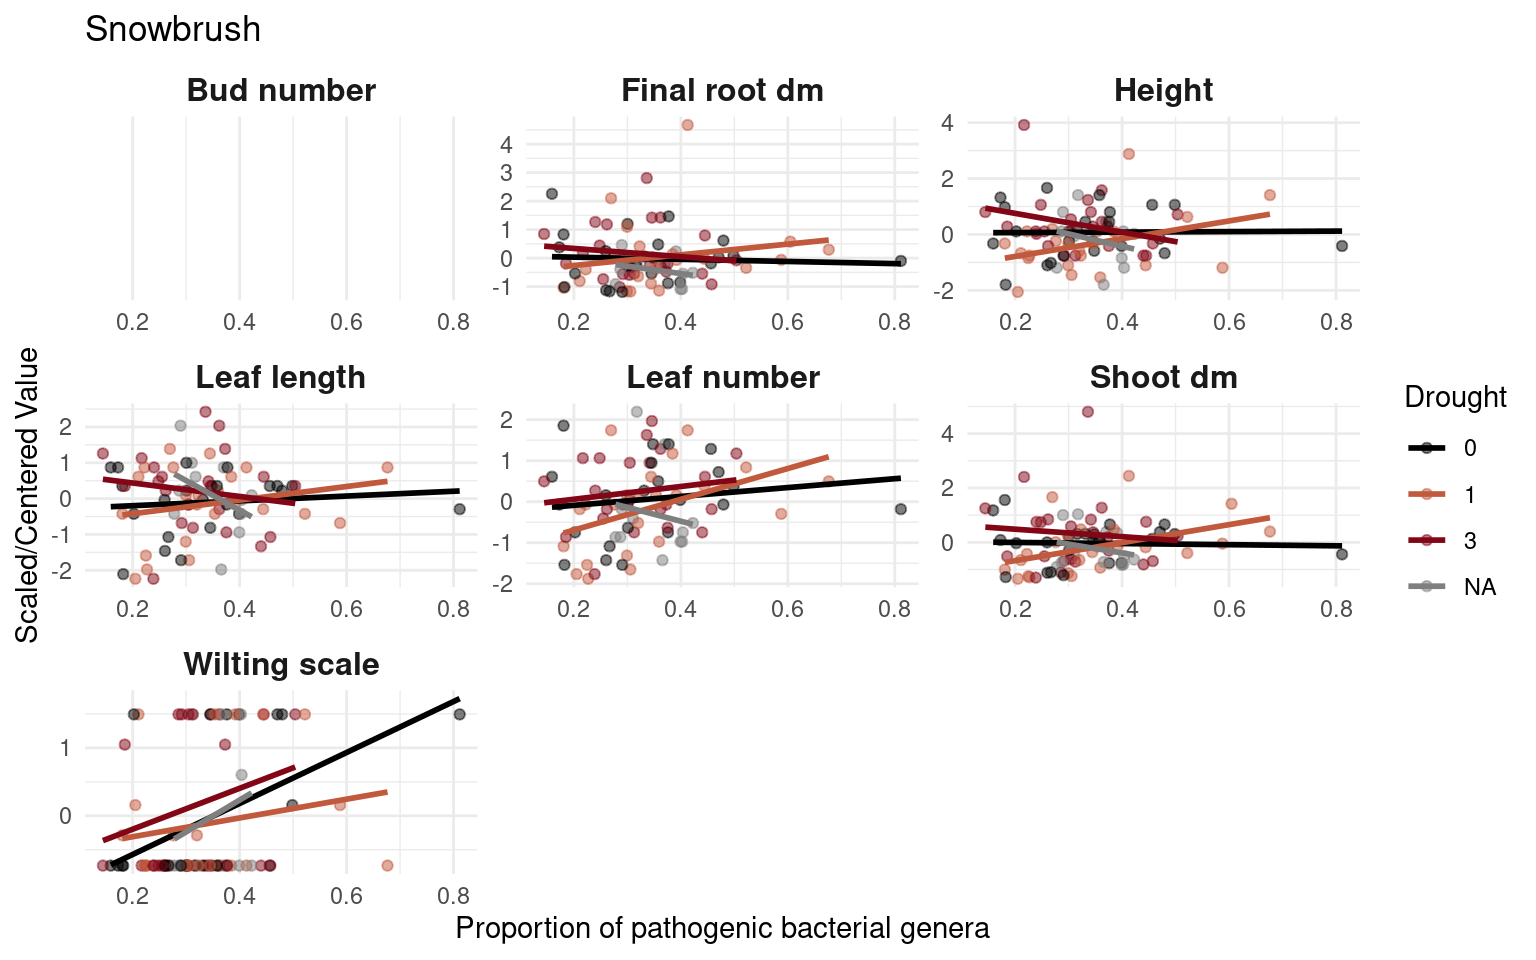 Snowbrush
Bud number
Final root dm
Height
4
3
2
1
0
-1
4
2
0
-2
0.2 0.4 0.6 0.8
0.2 0.4 0.6 0.8
0.2 0.4 0.6 0.8
Scaled/Centered Value
Leaf length
Leaf number
Shoot dm
2
1
0
-1
-2
2
1
0
-1
-2
4
2
0
0.2 0.4 0.6 0.8
0.2 0.4 0.6 0.8
0.2 0.4 0.6 0.8
Drought
0
1
3
NA
Wilting scale
1
0
0.2 0.4 0.6 0.8
Proportion of pathogenic bacterial genera